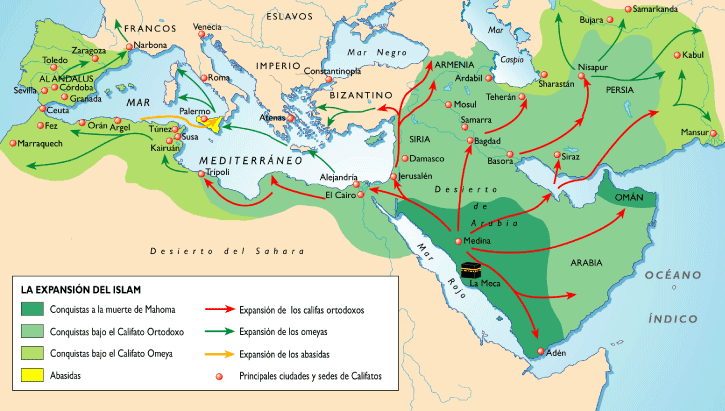 ESLAVOS
FRANCOS
Venecia
Narbona
Zaragoza
Toledo
AL ANDALUS
Córdoba
Sevilla
Granada
Ceuta
Fez
Marraquech
Orán
Argel
MAR
MEDITERRÁNEO
Roma
Palermo
Túnez
Susa
Kairuán
Trípoli
IMPERIO
BIZANTINO
Constantinopla
Atenas
Mar Negro
Mar
Caspio
ARMENIA
Ardabil
Mosul
Samarra
Teherán
SIRIA
Bagdad
Damasco
Basora
Jerusalén
Alejandría
El Cairo
Samarkanda
Bujara
Nisapur
Kabul
Sharastán
PERSIA
Mansur
Siraz
Desierto
de
Arabia
OMÁN
Medina
La Meca
ARABIA
Adén
Mar Rojo
Desierto del Sahara
OCÉANO
ÍNDICO
LA EXPANSIÓN DEL ISLAM
Conquistas a la muerte de Mahoma
Conquistas bajo el Califato Ortodoxo
Conquistas bajo el Califato Omeya
Abasidas
Expansión de los califas ortodoxos
Expansión de los omeyas
Expansión de los abasidas
Principales ciudades y sedes de Califatos